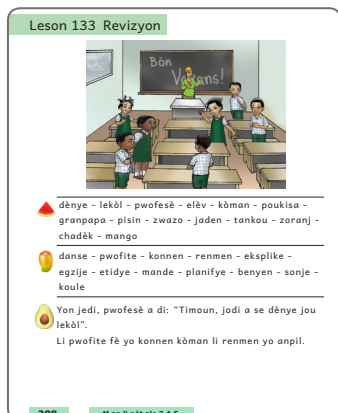 Leson 133 Revizyon
Bòn
Vakans!
dènye - lekòl - pwofesè - elèv - kòman - poukisa -
granpapa - pisin - zwazo - jaden - tankou - zoranj -
chadèk - mango
danse - pwofite - konnen - renmen - eksplike -
egzije - etidye - mande - planifye - benyen - sonje -
koule
Yon jedi, pwofesè a di: “Timoun, jodi a se dènye jou
lekòl”.
Li pwofite fè yo konnen kòman li renmen yo anpil.